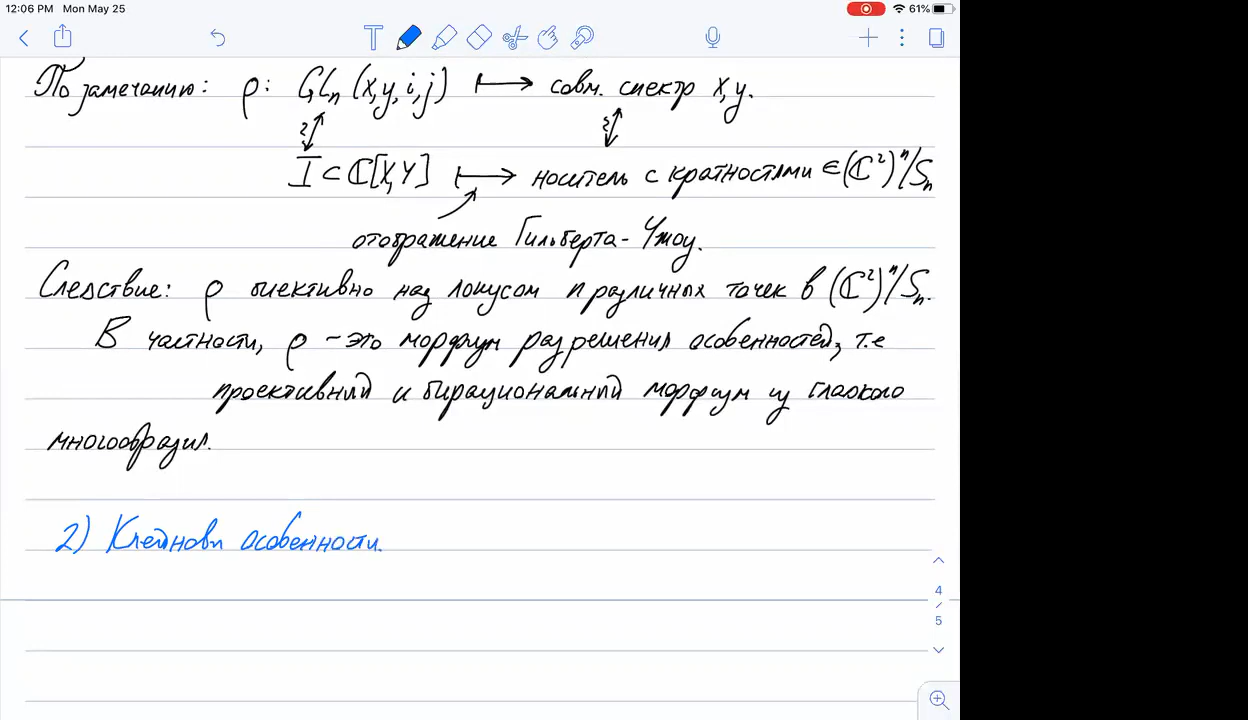 12:06 PM Mon May 25
61%
По замечанию: ρ: GLₙ(x,y,i,j) ⟼ совм. спектр x,y.
I ⊂ ℂ[X,Y] ⟼ носитель с кратностями ∈ (ℂ²)ⁿ/Sₙ
отображение Гильберта-Чжоу.
Следствие: ρ биективно над локусом n различных точек в (ℂ²)ⁿ/Sₙ.
В частности, ρ – это морфизм разрешения особенностей, т.е
проективный и бирациональный морфизм из гладкого
многообразия.
2) Клейновы особенности.
4
/
5